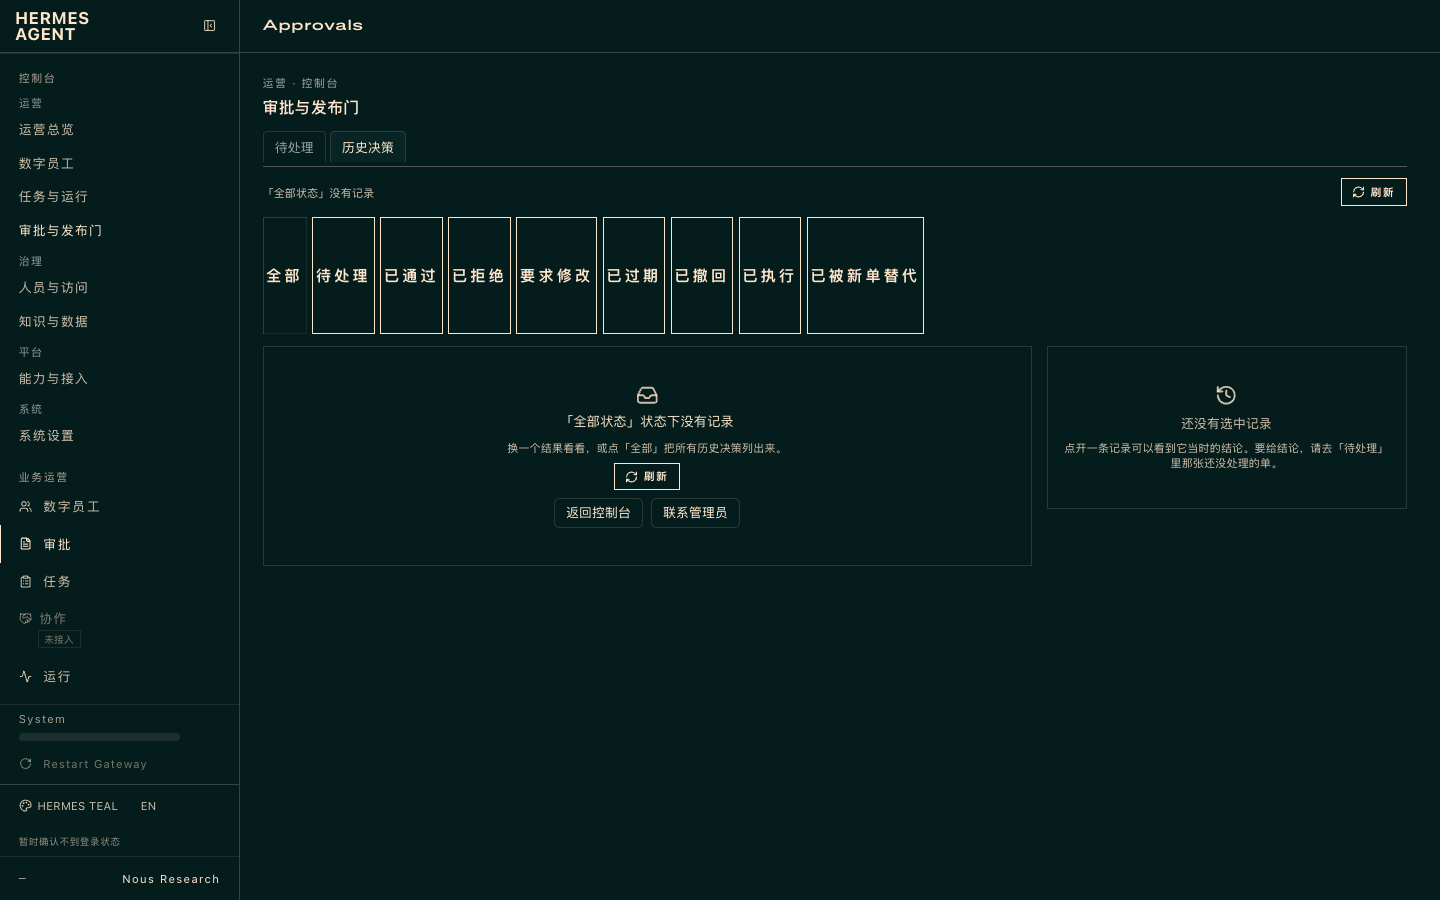 HERMES
AGENT
Approvals
控制台
运营
运营总览
数字员工
任务与运行
审批与发布门
治理
人员与访问
知识与数据
平台
能力与接入
系统
系统设置
业务运营
数字员工
审批
任务
协作
未接入
运行
System
Restart Gateway
HERMES TEAL EN
暂时确认不到登录状态
— Nous Research
运营 · 控制台
审批与发布门
待处理 历史决策
「全部状态」没有记录 刷新
全部 待处理 已通过 已拒绝 要求修改 已过期 已撤回 已执行 已被新单替代
「全部状态」状态下没有记录
换一个结果看看，或点「全部」把所有历史决策列出来。
刷新
返回控制台 联系管理员
还没有选中记录
点开一条记录可以看到它当时的结论。要给结论，请去「待处理」
里那张还没处理的单。